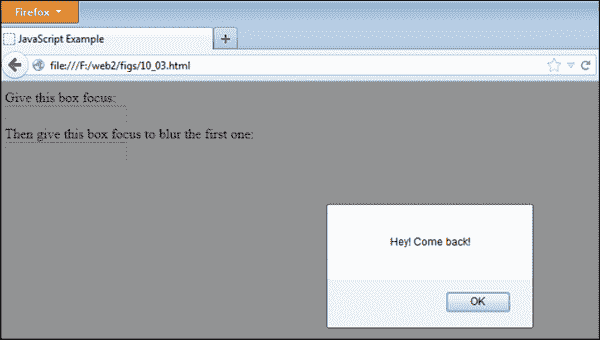 Firefox
JavaScript Example
file:///F:/web2/figs/10_03.html
Give this box focus:
Then give this box focus to blur the first one:
Hey! Come back!
OK